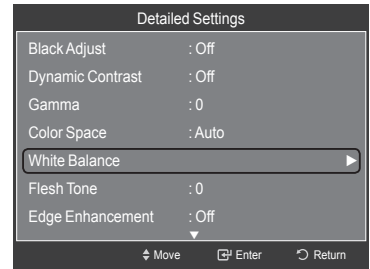 Detailed Settings
Black Adjust : Off
Dynamic Contrast : Off
Gamma : 0
Color Space : Auto
White Balance
Flesh Tone : 0
Edge Enhancement : Off
Move Enter Return